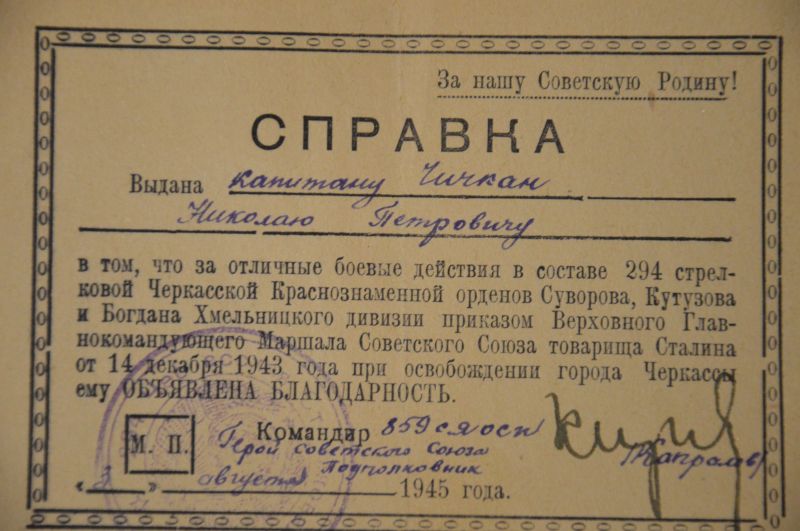 За нашу Советскую Родину!
СПРАВКА
Выдана капитану Чичкан
Николаю Петровичу
в том, что за отличные боевые действия в составе 294 стрел-
ковой Черкасской Краснознаменной орденов Суворова, Кутузова
и Богдана Хмельницкого дивизии приказом Верховного Глав-
нокомандующего Маршала Советского Союза товарища Сталина
от 14 декабря 1943 года при освобождении города Черкассы
ему ОБЪЯВЛЕНА БЛАГОДАРНОСТЬ.
М. П. Командир 859
Герой Советского Союза
Подполковник
"3" августа 1945 года.